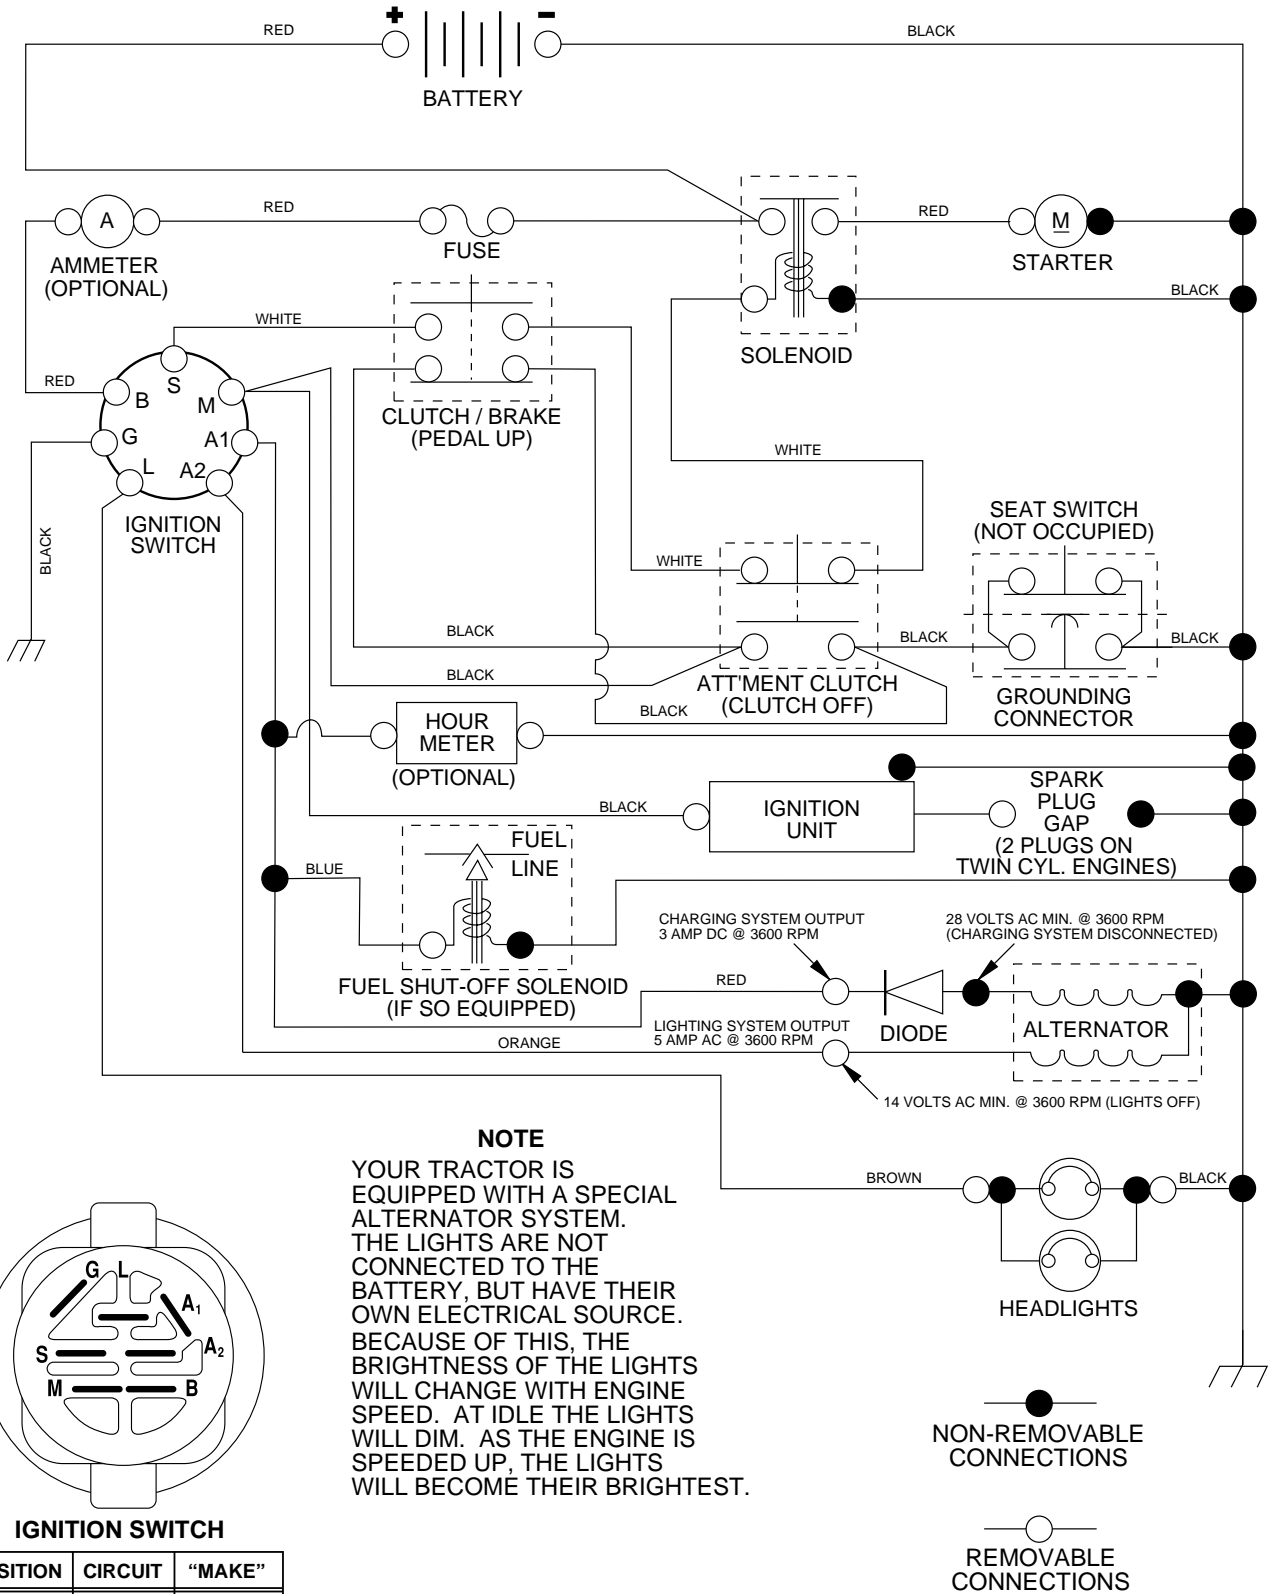 + −
RED
BLACK
BATTERY
A
RED
FUSE
RED
M
STARTER
AMMETER
(OPTIONAL)
BLACK
WHITE
SOLENOID
RED
S
B
M
CLUTCH / BRAKE
(PEDAL UP)
G
A1
L
A2
WHITE
IGNITION
SWITCH
BLACK
SEAT SWITCH
(NOT OCCUPIED)
WHITE
BLACK
BLACK
BLACK
BLACK
ATT'MENT CLUTCH
(CLUTCH OFF)
GROUNDING
CONNECTOR
BLACK
HOUR
METER
(OPTIONAL)
BLACK
IGNITION
UNIT
SPARK
PLUG
GAP
(2 PLUGS ON
TWIN CYL. ENGINES)
FUEL
LINE
BLUE
FUEL SHUT-OFF SOLENOID
(IF SO EQUIPPED)
CHARGING SYSTEM OUTPUT
3 AMP DC @ 3600 RPM
28 VOLTS AC MIN. @ 3600 RPM
(CHARGING SYSTEM DISCONNECTED)
RED
DIODE
ALTERNATOR
LIGHTING SYSTEM OUTPUT
5 AMP AC @ 3600 RPM
ORANGE
14 VOLTS AC MIN. @ 3600 RPM (LIGHTS OFF)
NOTE
YOUR TRACTOR IS
EQUIPPED WITH A SPECIAL
ALTERNATOR SYSTEM.
THE LIGHTS ARE NOT
CONNECTED TO THE
BATTERY, BUT HAVE THEIR
OWN ELECTRICAL SOURCE.
BECAUSE OF THIS, THE
BRIGHTNESS OF THE LIGHTS
WILL CHANGE WITH ENGINE
SPEED. AT IDLE THE LIGHTS
WILL DIM. AS THE ENGINE IS
SPEEDED UP, THE LIGHTS
WILL BECOME THEIR BRIGHTEST.
BROWN
BLACK
HEADLIGHTS
G L
A1
S
A2
M
B
IGNITION SWITCH
SITION CIRCUIT “MAKE”
NON-REMOVABLE
CONNECTIONS
REMOVABLE
CONNECTIONS